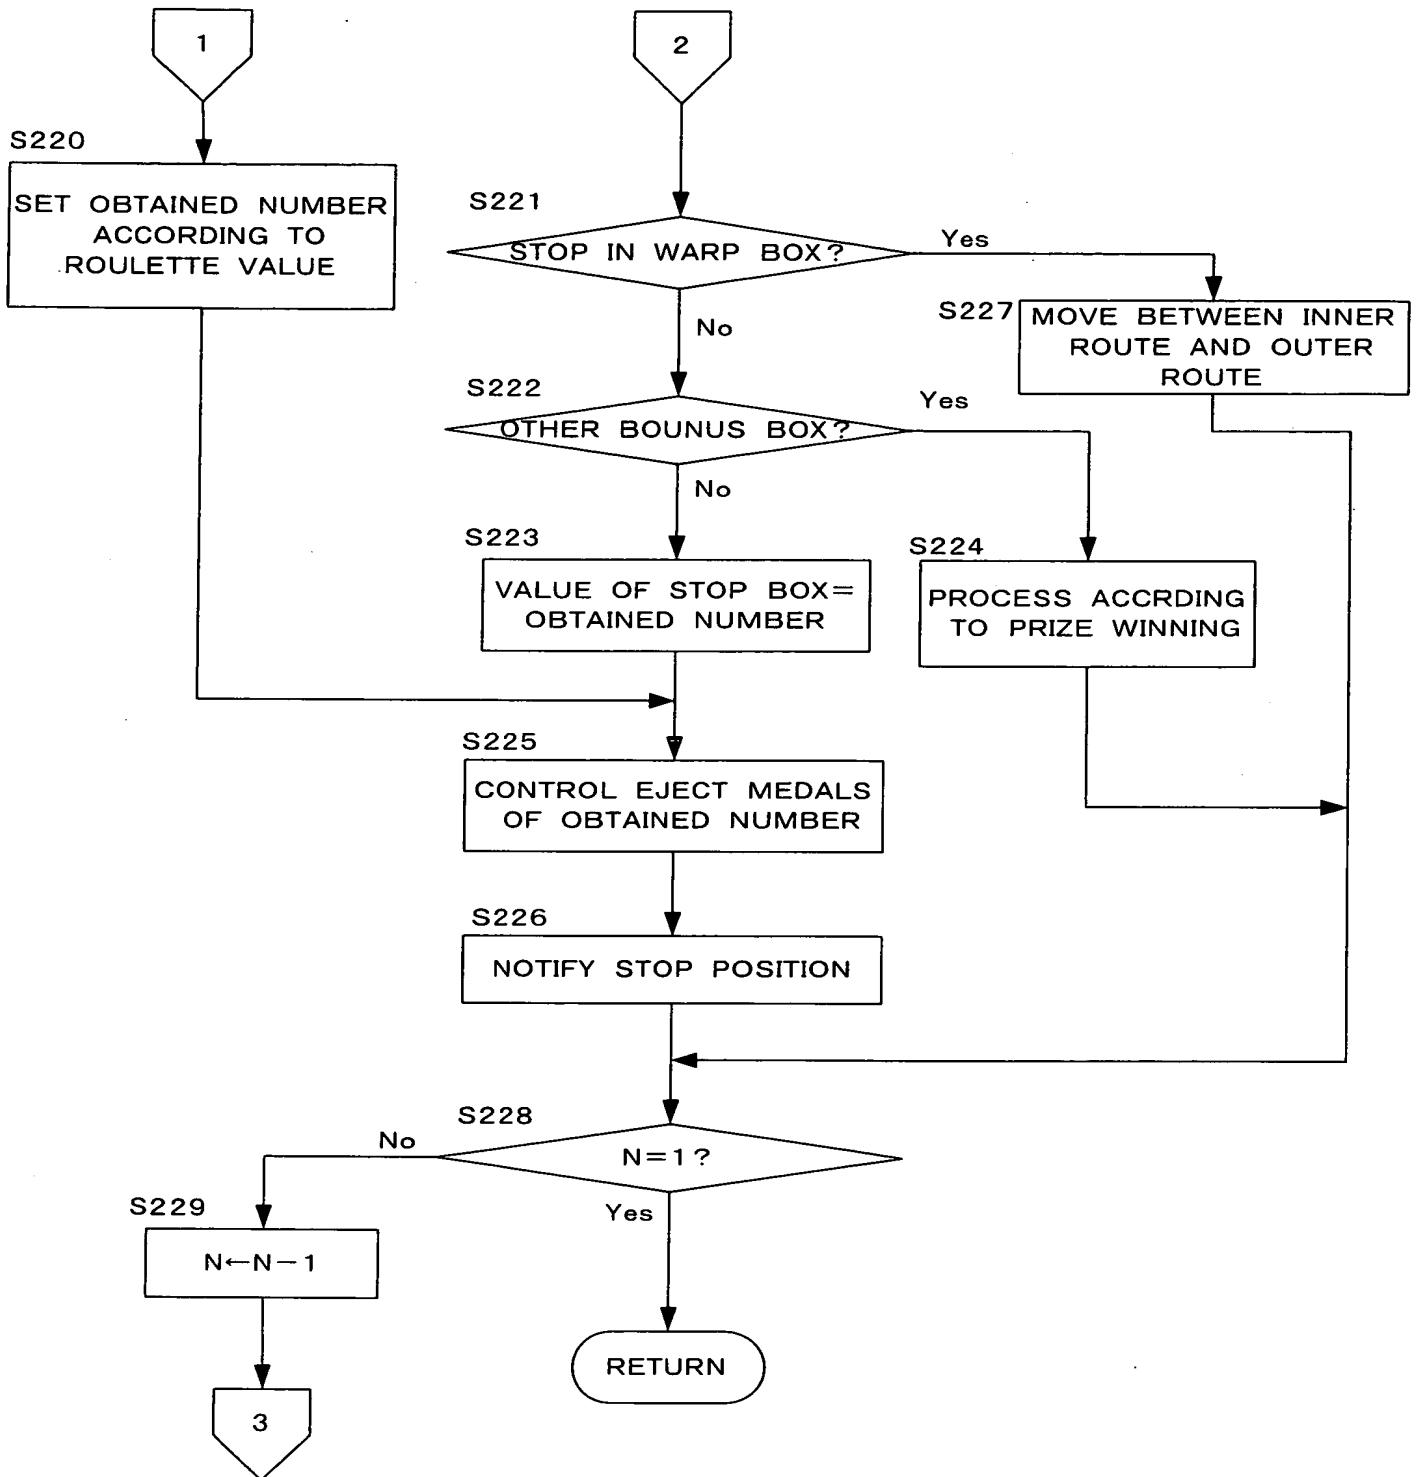 1
2
S220
SET OBTAINED NUMBER
ACCORDING TO
ROULETTE VALUE
S221
STOP IN WARP BOX?
Yes
No
S227
MOVE BETWEEN INNER
ROUTE AND OUTER
ROUTE
S222
OTHER BOUNUS BOX?
Yes
No
S223
VALUE OF STOP BOX=
OBTAINED NUMBER
S224
PROCESS ACCRDING
TO PRIZE WINNING
S225
CONTROL EJECT MEDALS
OF OBTAINED NUMBER
S226
NOTIFY STOP POSITION
S228
N=1?
No
Yes
S229
N←N-1
RETURN
3